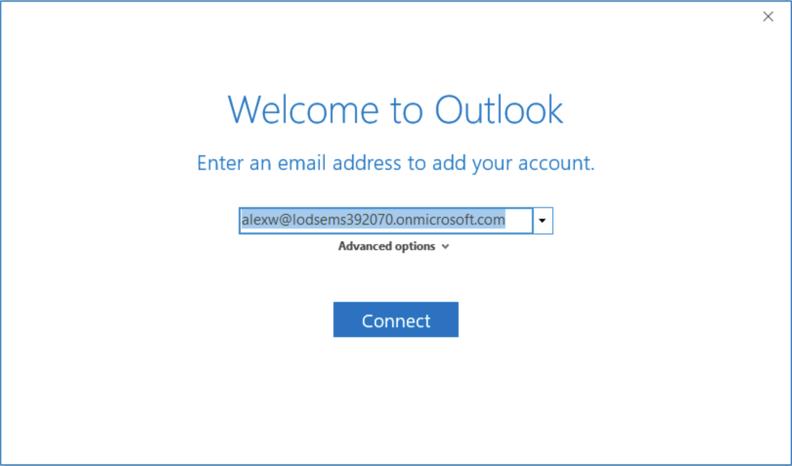 Welcome to Outlook
Enter an email address to add your account.
alexw@lodsems392070.onmicrosoft.com
Advanced options
Connect